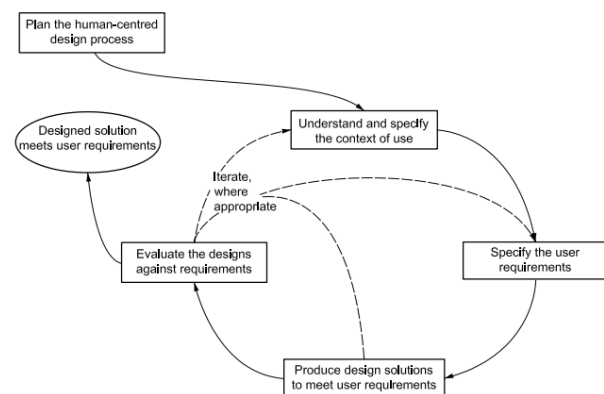 Plan the human-centred
design process
Understand and specify
the context of use
Designed solution
meets user requirements
Iterate,
where
appropriate
Evaluate the designs
against requirements
Specify the user
requirements
Produce design solutions
to meet user requirements